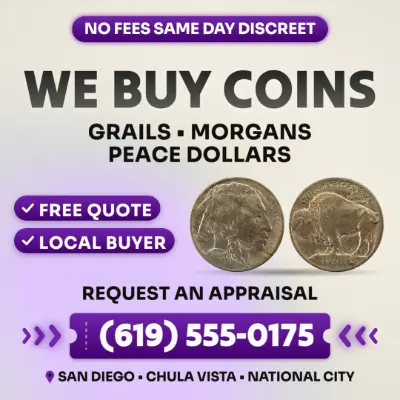 NO FEES SAME DAY DISCREET
WE BUY COINS
GRAILS • MORGANS
PEACE DOLLARS
FREE QUOTE
LOCAL BUYER
REQUEST AN APPRAISAL
(619) 555-0175
SAN DIEGO • CHULA VISTA • NATIONAL CITY